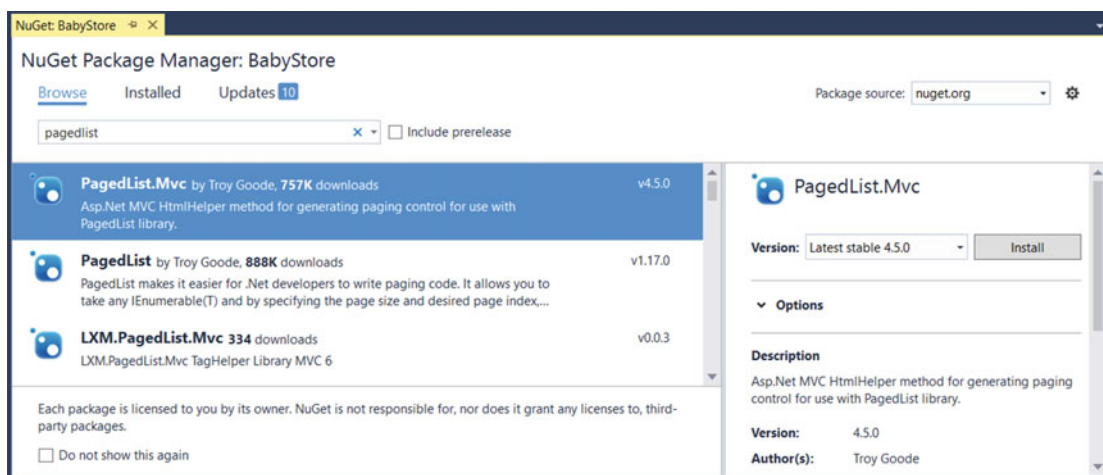 NuGet: BabyStore
NuGet Package Manager: BabyStore
Browse Installed Updates 10
Package source: nuget.org
pagedlist
Include prerelease
PagedList.Mvc by Troy Goode, 757K downloads v4.5.0
Asp.Net MVC HtmlHelper method for generating paging control for use with
PagedList library.
PagedList by Troy Goode, 888K downloads v1.17.0
PagedList makes it easier for .Net developers to write paging code. It allows you to
take any IEnumerable(T) and by specifying the page size and desired page index,...
LXM.PagedList.Mvc 334 downloads v0.0.3
LXM.PagedList.Mvc TagHelper Library MVC 6
Each package is licensed to you by its owner. NuGet is not responsible for, nor does it grant any licenses to, third-
party packages.
Do not show this again
PagedList.Mvc
Version: Latest stable 4.5.0 Install
Options
Description
Asp.Net MVC HtmlHelper method for generating paging
control for use with PagedList library.
Version: 4.5.0
Author(s): Troy Goode